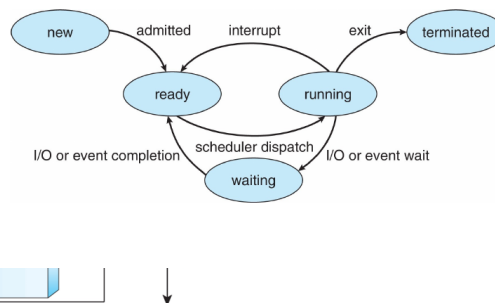 new
admitted
interrupt
exit
terminated
ready
running
scheduler dispatch
I/O or event completion
I/O or event wait
waiting